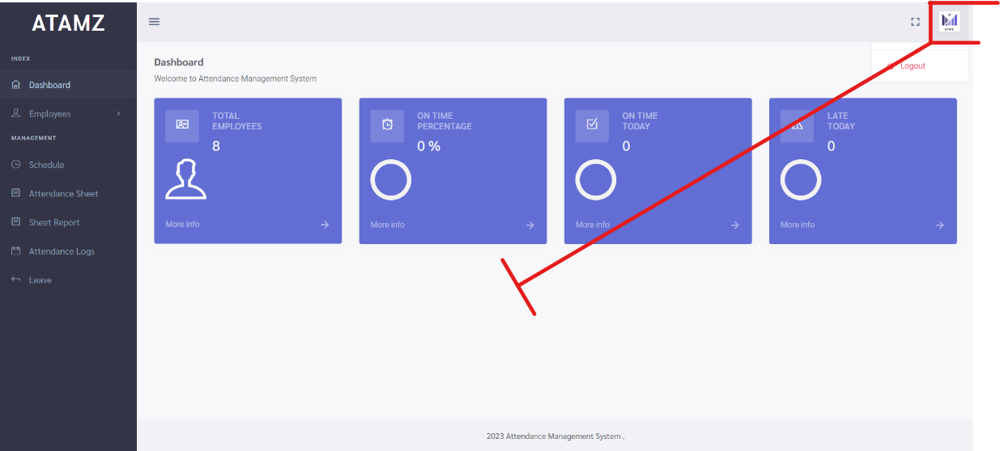 ATAMZ
INDEX
Dashboard
Employees
MANAGEMENT
Schedule
Attendance Sheet
Sheet Report
Attendance Logs
Leave
ATAMZ
Logout
Dashboard
Welcome to Attendance Management System
TOTAL
EMPLOYEES
8
More info
ON TIME
PERCENTAGE
0 %
More info
ON TIME
TODAY
0
More info
LATE
TODAY
0
More info
2023 Attendance Management System .